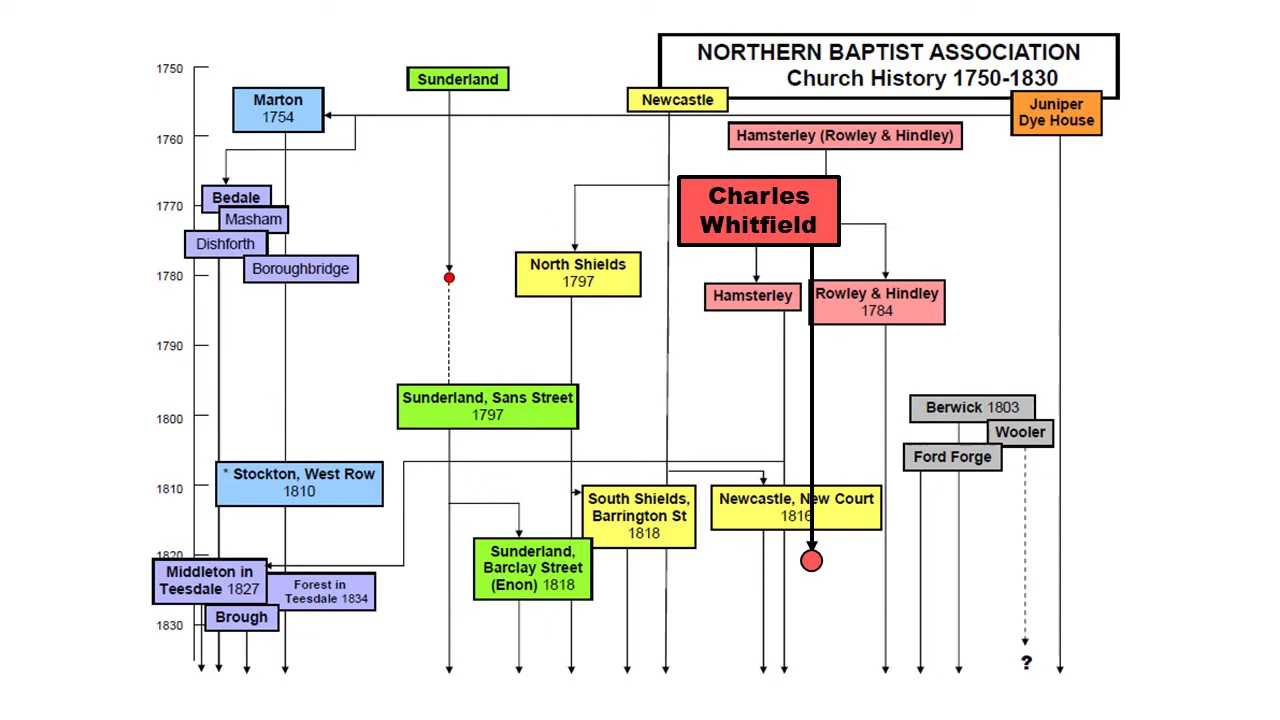 NORTHERN BAPTIST ASSOCIATION
Church History 1750-1830
1750
1760
1770
1780
1790
1800
1810
1820
1830
Sunderland
Newcastle
Marton
1754
Juniper
Dye House
Hamsterley (Rowley & Hindley)
Charles
Whitfield
Bedale
Masham
Dishforth
Boroughbridge
North Shields
1797
Hamsterley
Rowley & Hindley
1784
Sunderland, Sans Street
1797
Berwick 1803
Wooler
Ford Forge
* Stockton, West Row
1810
South Shields,
Barrington St
1818
Newcastle, New Court
1816
Sunderland,
Barclay Street
(Enon) 1818
Middleton in
Teesdale 1827
Forest in
Teesdale 1834
Brough
?